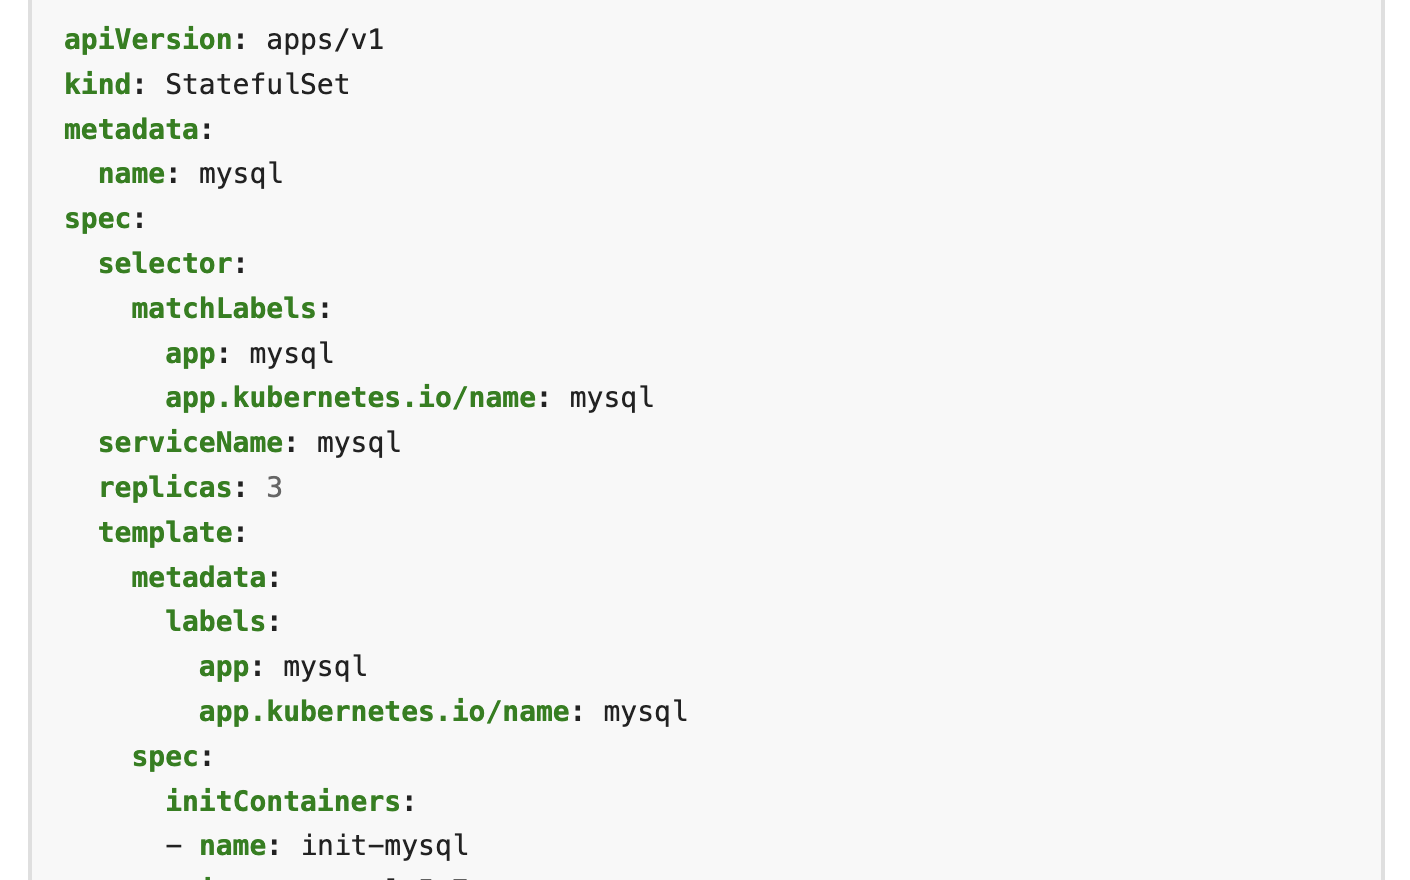 apiVersion: apps/v1
kind: StatefulSet
metadata:
  name: mysql
spec:
  selector:
    matchLabels:
      app: mysql
      app.kubernetes.io/name: mysql
  serviceName: mysql
  replicas: 3
  template:
    metadata:
      labels:
        app: mysql
        app.kubernetes.io/name: mysql
    spec:
      initContainers:
      - name: init-mysql